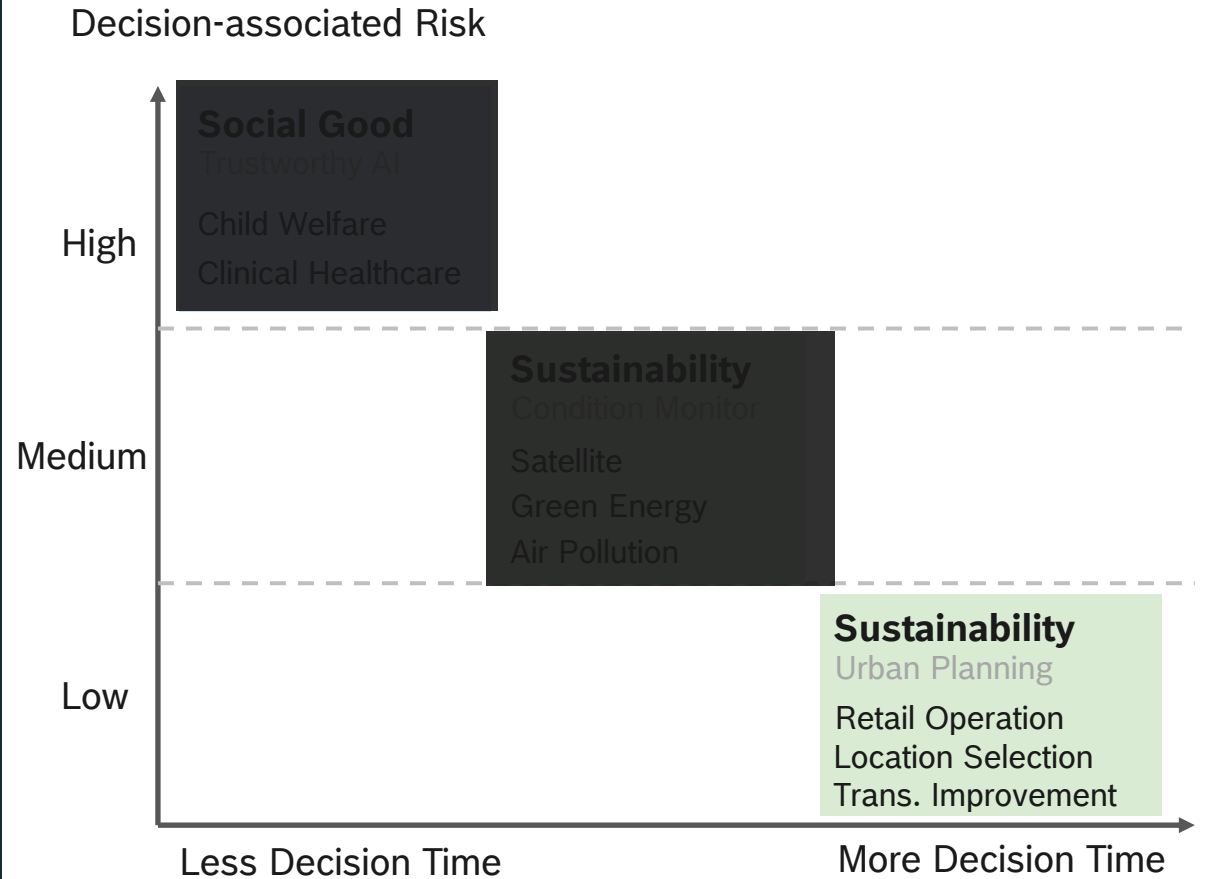 Decision-associated Risk
Social Good
Trustworthy AI
Child Welfare
High
Clinical Healthcare
Sustainability
Condition Monitor
Medium
Satellite
Green Energy
Air Pollution
Sustainability
Urban Planning
Low
Retail Operation
Location Selection
Trans. Improvement
Less Decision Time
More Decision Time